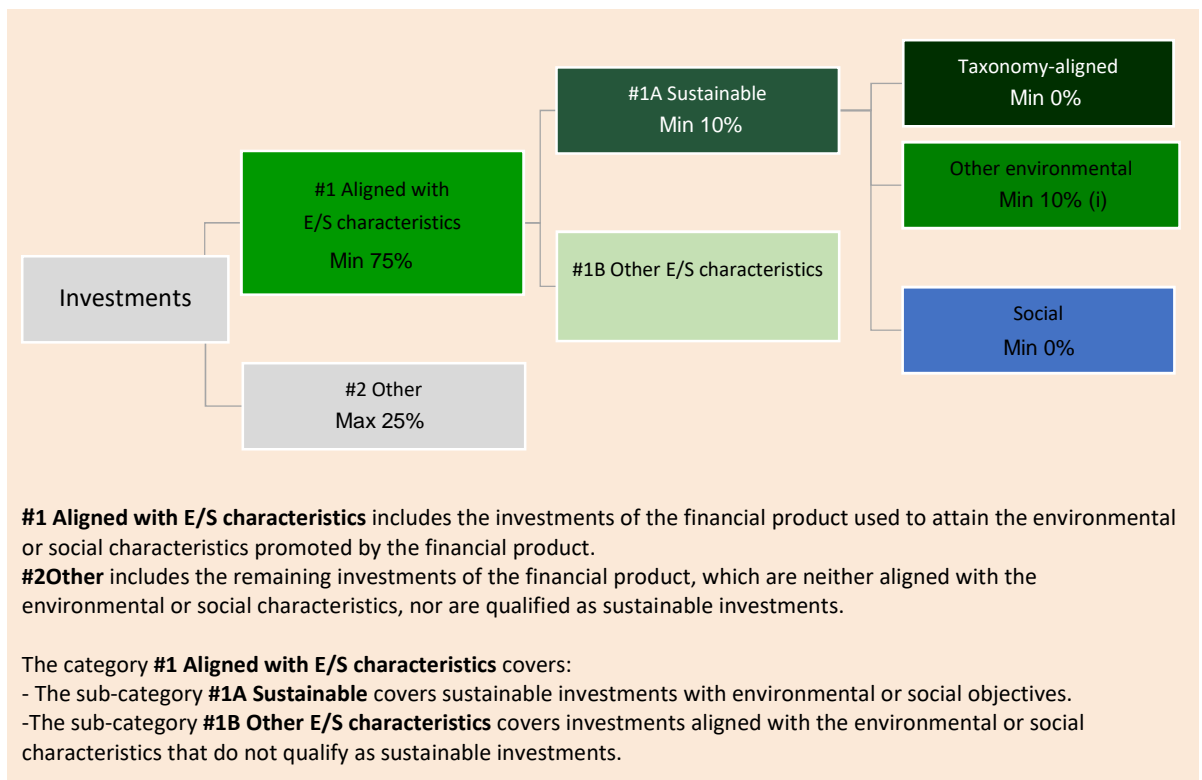 Investments
#1 Aligned with
E/S characteristics
Min 75%
#2 Other
Max 25%
#1A Sustainable
Min 10%
#1B Other E/S characteristics
Taxonomy-aligned
Min 0%
Other environmental
Min 10% (i)
Social
Min 0%
#1 Aligned with E/S characteristics includes the investments of the financial product used to attain the environmental
or social characteristics promoted by the financial product.
#2Other includes the remaining investments of the financial product, which are neither aligned with the
environmental or social characteristics, nor are qualified as sustainable investments.
The category #1 Aligned with E/S characteristics covers:
- The sub-category #1A Sustainable covers sustainable investments with environmental or social objectives.
-The sub-category #1B Other E/S characteristics covers investments aligned with the environmental or social
characteristics that do not qualify as sustainable investments.